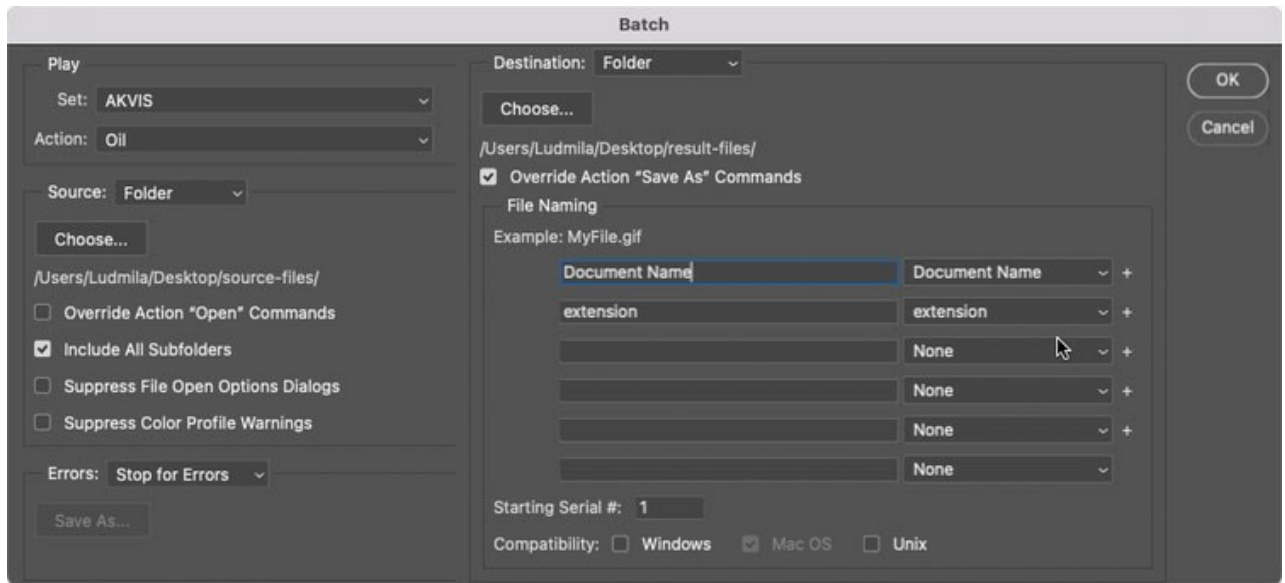 Batch
Play
Set: AKVIS
Action: Oil
Source: Folder
Choose...
/Users/Ludmila/Desktop/source-files/
Override Action "Open" Commands
Include All Subfolders
Suppress File Open Options Dialogs
Suppress Color Profile Warnings
Errors: Stop for Errors
Save As...
Destination: Folder
Choose...
/Users/Ludmila/Desktop/result-files/
Override Action "Save As" Commands
File Naming
Example: MyFile.gif
Document Name Document Name +
extension extension +
None +
None +
None +
None
Starting Serial #: 1
Compatibility: Windows Mac OS Unix
OK
Cancel